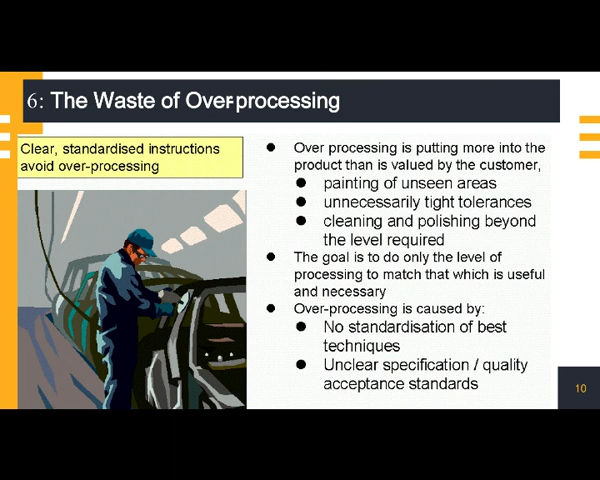 6: The Waste of Over-processing
Clear, standardised instructions
avoid over-processing
● Over processing is putting more into the
product than is valued by the customer,
● painting of unseen areas
● unnecessarily tight tolerances
● cleaning and polishing beyond
the level required
● The goal is to do only the level of
processing to match that which is useful
and necessary
● Over-processing is caused by:
● No standardisation of best
techniques
● Unclear specification / quality
acceptance standards
10